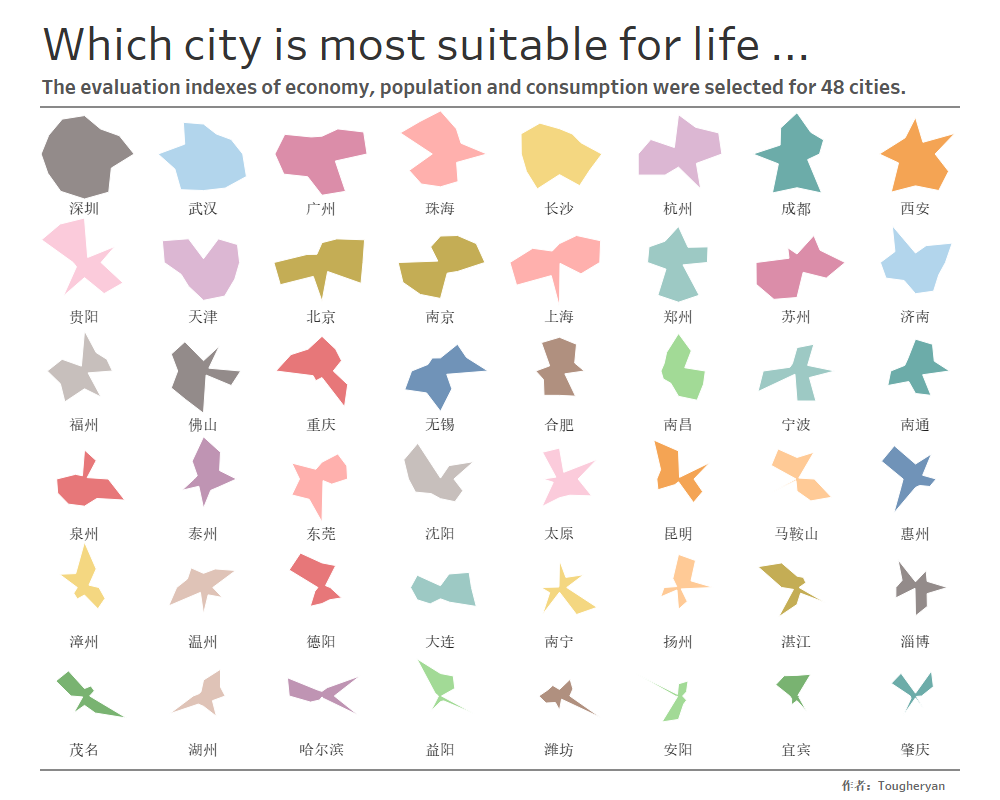 Which city is most suitable for life ...
The evaluation indexes of economy, population and consumption were selected for 48 cities.
深圳 武汉 广州 珠海 长沙 杭州 成都 西安
贵阳 天津 北京 南京 上海 郑州 苏州 济南
福州 佛山 重庆 无锡 合肥 南昌 宁波 南通
泉州 泰州 东莞 沈阳 太原 昆明 马鞍山 惠州
漳州 温州 德阳 大连 南宁 扬州 湛江 淄博
茂名 湖州 哈尔滨 益阳 潍坊 安阳 宜宾 肇庆
作者：Tougheryan